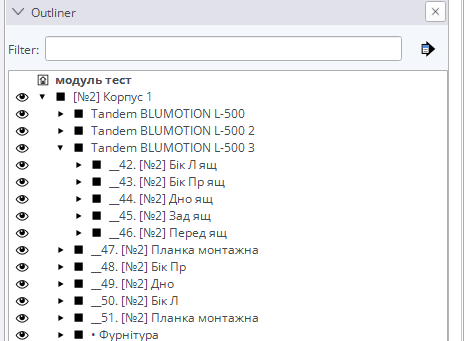 Outliner
Filter:
модуль тест
[№2] Корпус 1
Tandem BLUMOTION L-500
Tandem BLUMOTION L-500 2
Tandem BLUMOTION L-500 3
__42. [№2] Бік Л ящ
__43. [№2] Бік Пр ящ
__44. [№2] Дно ящ
__45. [№2] Зад ящ
__46. [№2] Перед ящ
__47. [№2] Планка монтажна
__48. [№2] Бік Пр
__49. [№2] Дно
__50. [№2] Бік Л
__51. [№2] Планка монтажна
• Фурнітура